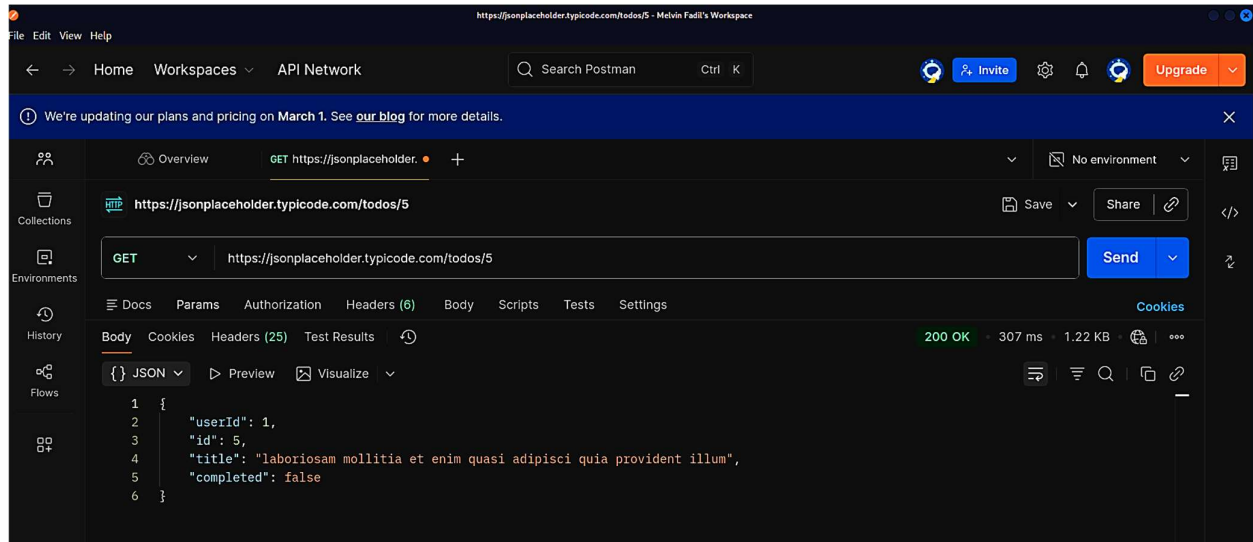 https://jsonplaceholder.typicode.com/todos/5 - Melvin Fadil's Workspace
File Edit View Help
Home Workspaces API Network Search Postman Ctrl K Invite Upgrade
We're updating our plans and pricing on March 1. See our blog for more details.
Overview GET https://jsonplaceholder. No environment
HTTP https://jsonplaceholder.typicode.com/todos/5 Save Share
Collections
GET https://jsonplaceholder.typicode.com/todos/5 Send
Environments
Docs Params Authorization Headers (6) Body Scripts Tests Settings Cookies
History
Body Cookies Headers (25) Test Results 200 OK 307 ms 1.22 KB
{} JSON Preview Visualize
Flows
1 {
2 "userId": 1,
3 "id": 5,
4 "title": "laboriosam mollitia et enim quasi adipisci quia provident illum",
5 "completed": false
6 }